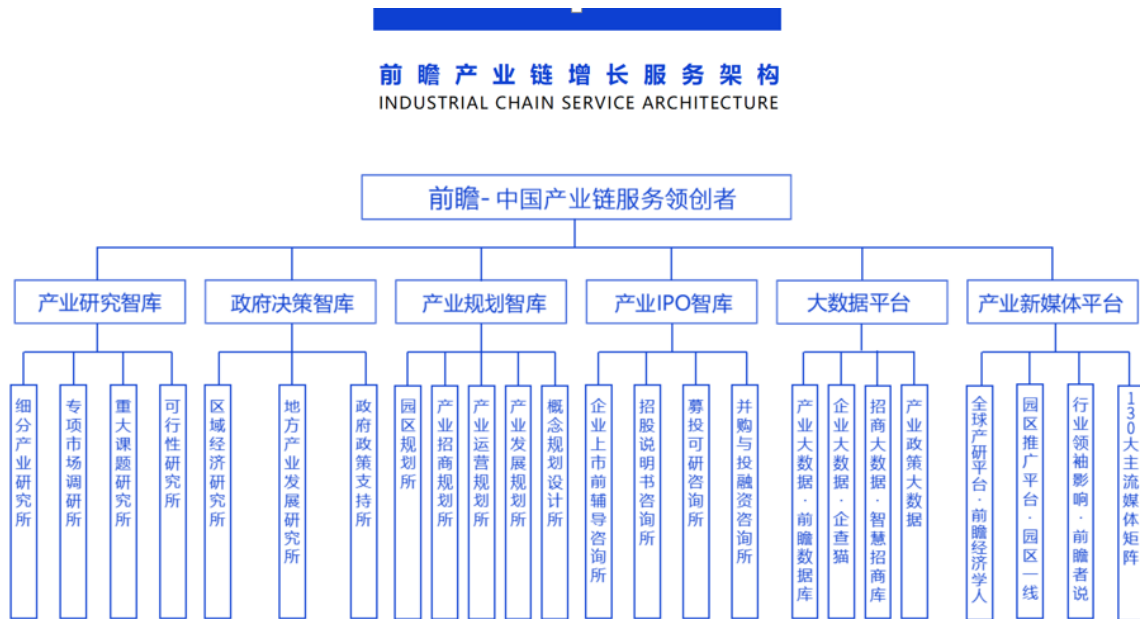 前瞻产业链增长服务架构
INDUSTRIAL CHAIN SERVICE ARCHITECTURE
前瞻-中国产业链服务领创者
产业研究智库
政府决策智库
产业规划智库
产业IPO智库
大数据平台
产业新媒体平台
细分产业研究所
专项市场调研所
重大课题研究所
可行性研究所
区域经济研究所
地方产业发展研究所
政府政策支持所
园区规划所
产业招商规划所
产业运营规划所
产业发展规划所
概念规划设计所
企业上市前辅导咨询所
招股说明书咨询所
募投可研咨询所
并购与投融资咨询所
产业大数据·前瞻数据库
企业大数据·企查猫
招商大数据·智慧招商库
产业政策大数据
全球产研平台·前瞻经济学人
园区推广平台·园区一线
行业领袖影响·前瞻者说
130大主流媒体矩阵